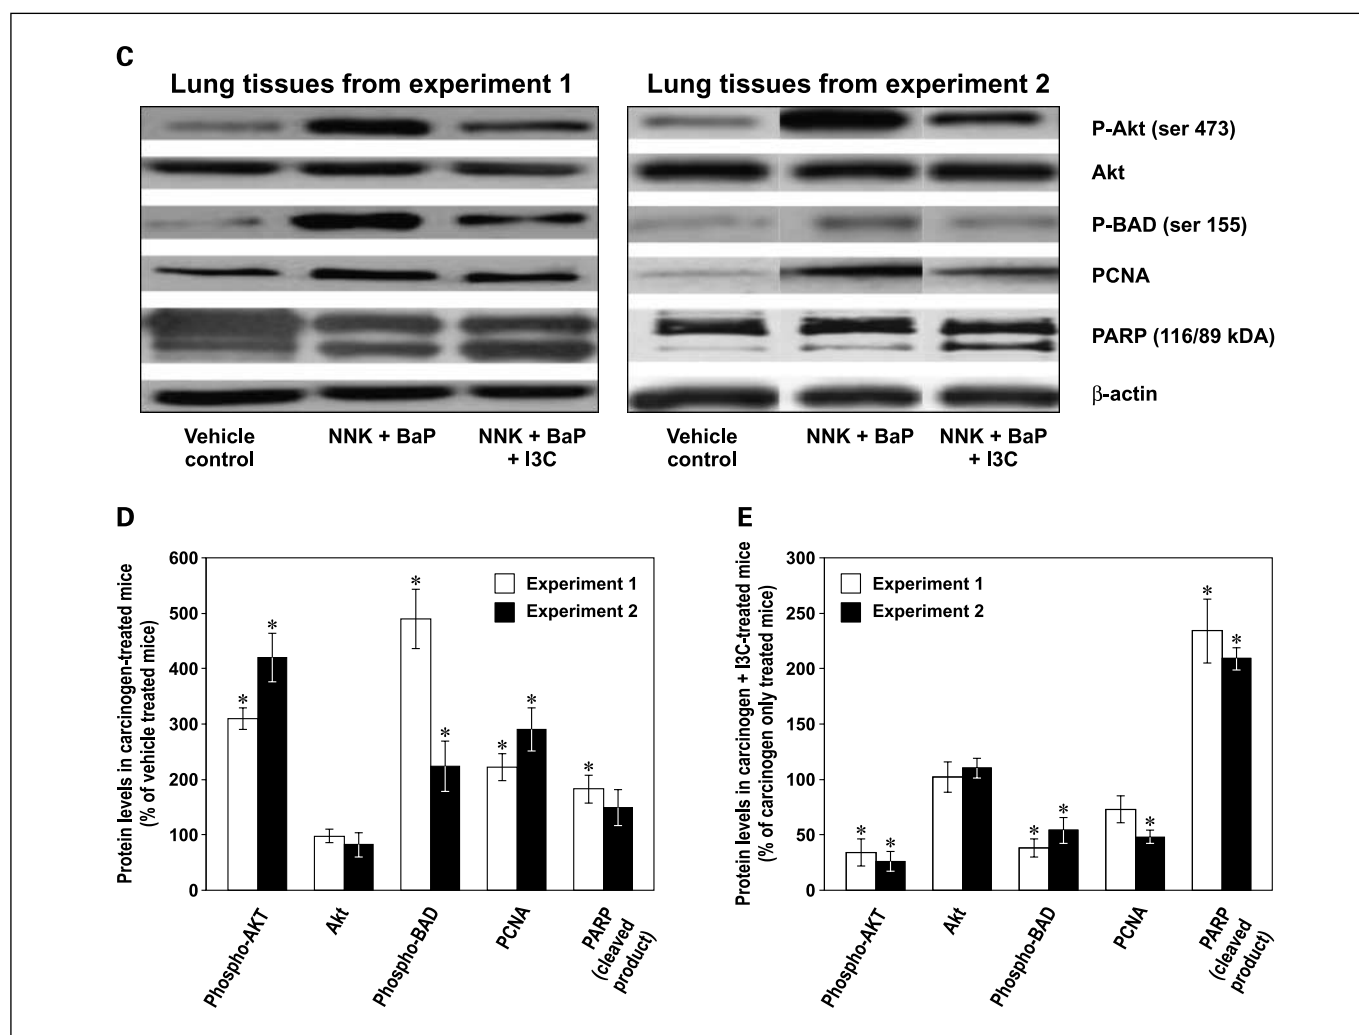 C
Lung tissues from experiment 1
Lung tissues from experiment 2
P-Akt (ser 473)
Akt
P-BAD (ser 155)
PCNA
PARP (116/89 kDA)
β-actin
Vehicle
control
NNK + BaP
NNK + BaP
+ I3C
Vehicle
control
NNK + BaP
NNK + BaP
+ I3C
D
Protein levels in carcinogen-treated mice
(% of vehicle treated mice)
600
500
400
300
200
100
0
Experiment 1
Experiment 2
*
*
*
*
*
*
*
Phospho-AKT
Akt
Phospho-BAD
PCNA
PARP
(cleaved
product)
E
Protein levels in carcinogen + I3C-treated mice
(% of carcinogen only treated mice)
300
250
200
150
100
50
0
Experiment 1
Experiment 2
*
*
*
*
*
*
*
Phospho-AKT
Akt
Phospho-BAD
PCNA
PARP
(cleaved
product)